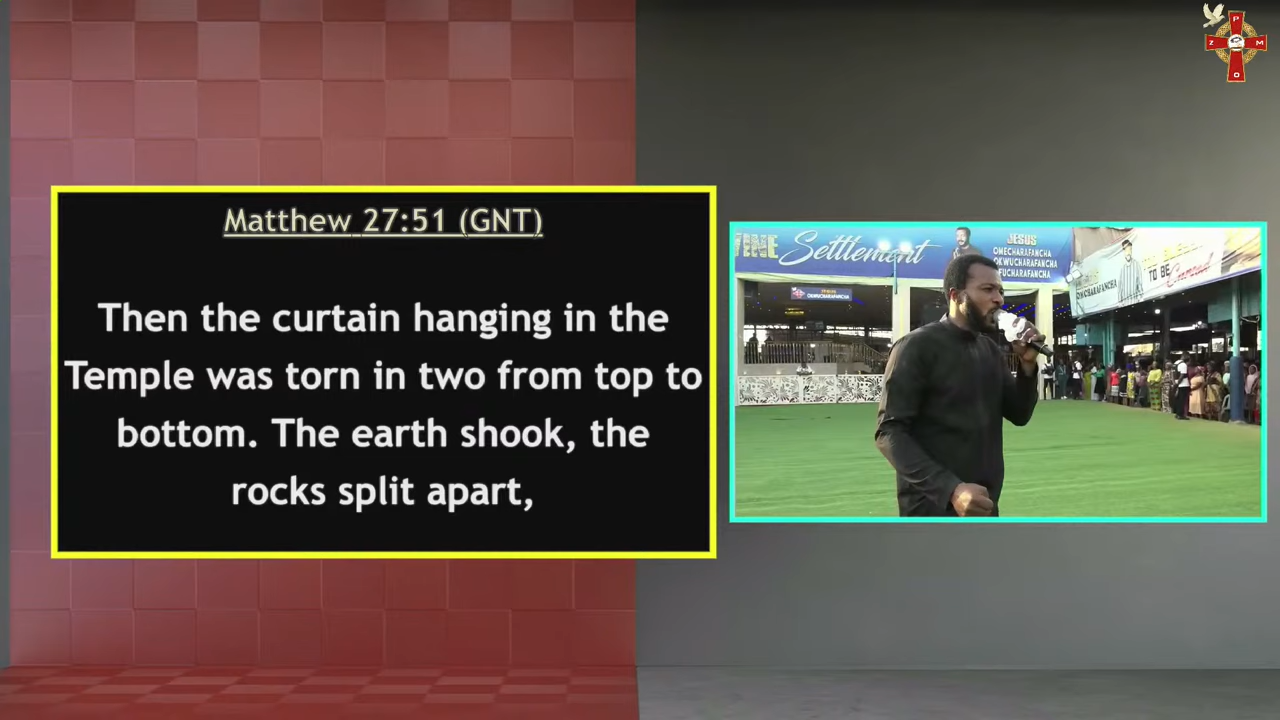 Matthew 27:51 (GNT)
Then the curtain hanging in the
Temple was torn in two from top to
bottom. The earth shook, the
rocks split apart,
Settlement
JESUS
OMECHARAFANCHA
OKWUCHARAFANCHA
TO BE
P
Z M
O